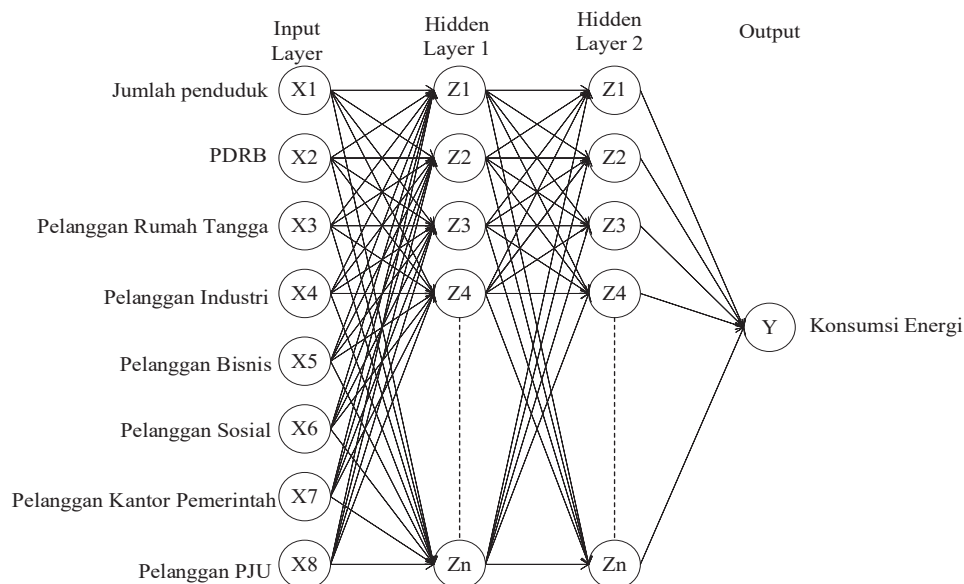 Input
Layer
Hidden
Layer 1
Hidden
Layer 2
Output
Jumlah penduduk X1 Z1 Z1
PDRB X2 Z2 Z2
Pelanggan Rumah Tangga X3 Z3 Z3
Pelanggan Industri X4 Z4 Z4
Y Konsumsi Energi
Pelanggan Bisnis X5
Pelanggan Sosial X6
Pelanggan Kantor Pemerintah X7
Pelanggan PJU X8 Zn Zn